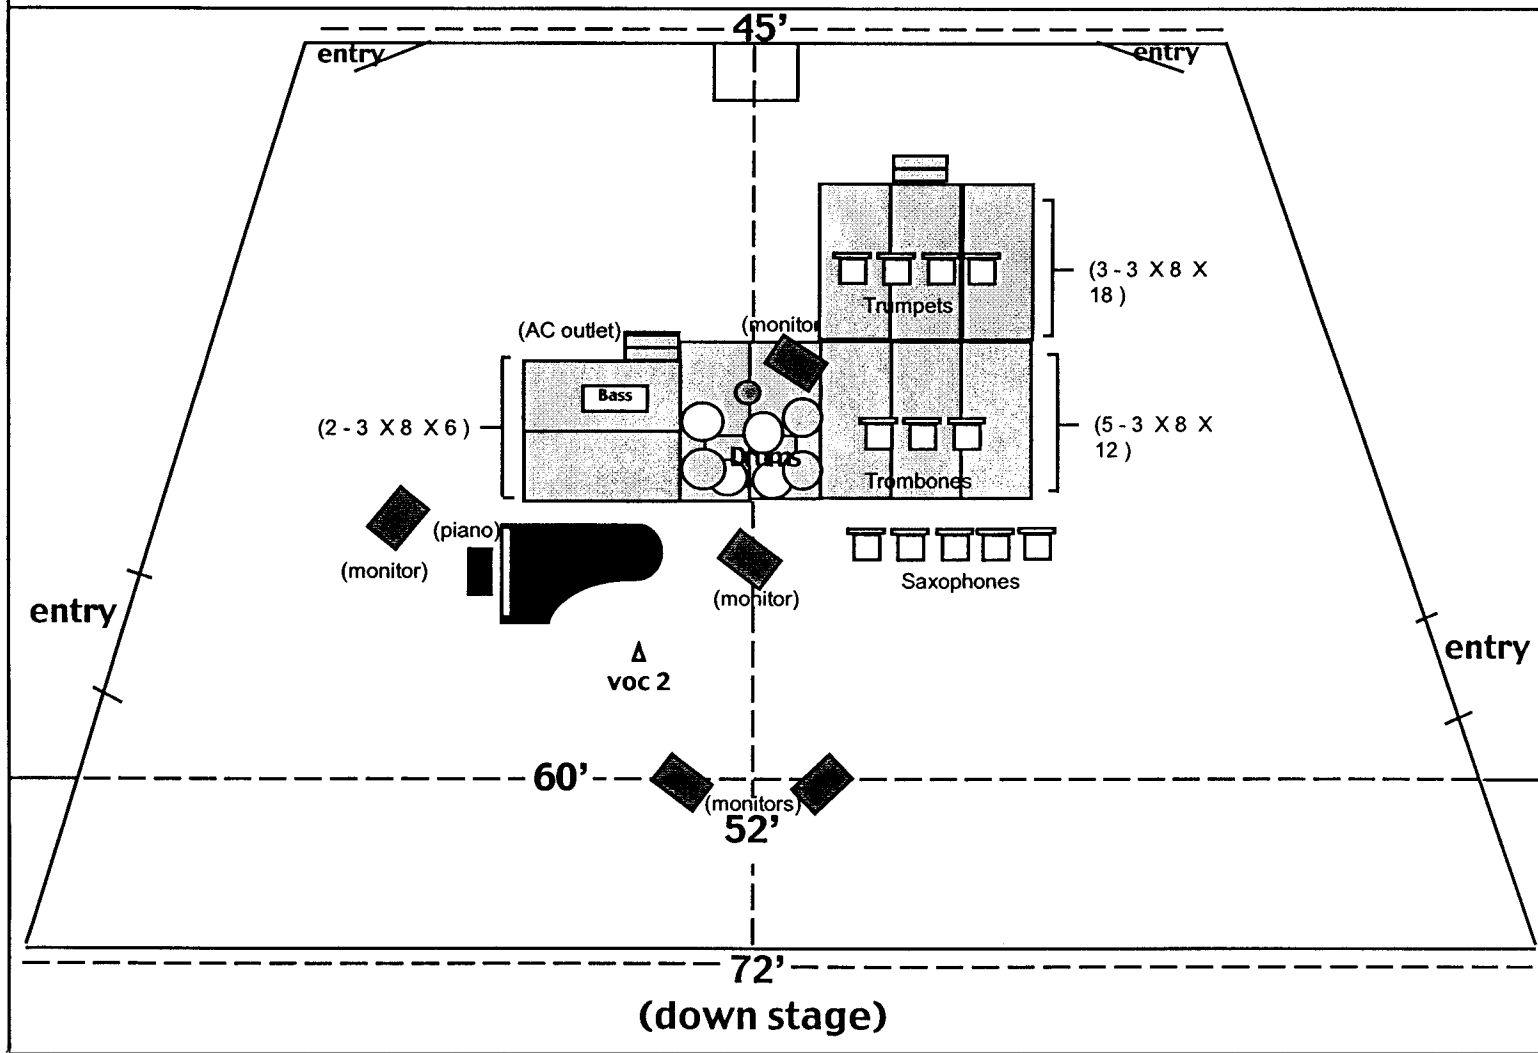 45’
entry
entry
(3 - 3 X 8 X
18 )
Trumpets
(AC outlet)
(monitor
Bass
(2 - 3 X 8 X 6 )
(5 - 3 X 8 X
12 )
Drums
Trombones
(piano)
(monitor)
Saxophones
(monitor)
entry
entry
voc 2
60’
(monitors)
52’
72’
(down stage)